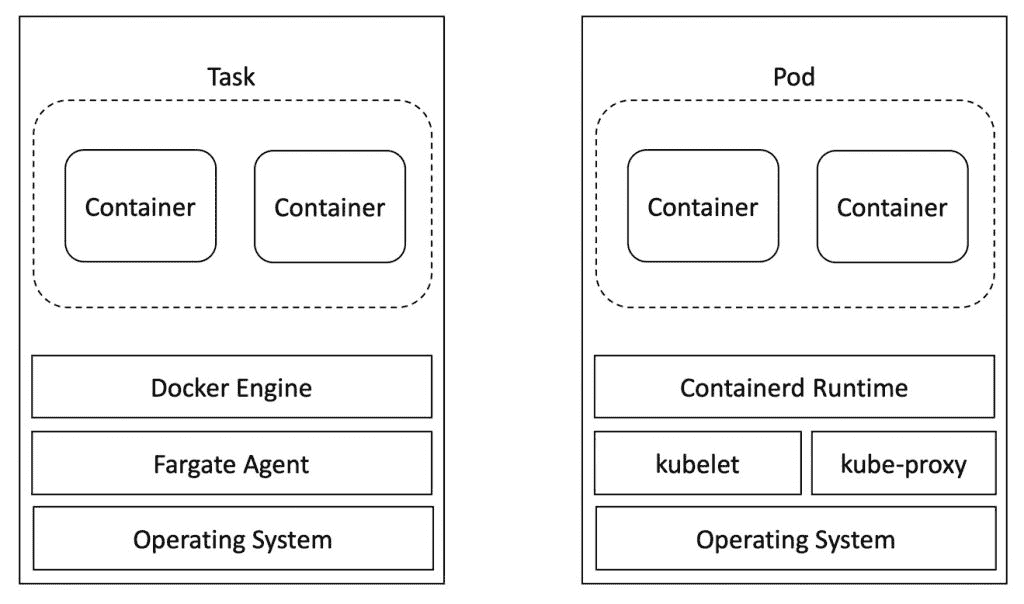 Task
Container
Container
Docker Engine
Fargate Agent
Operating System
Pod
Container
Container
Containerd Runtime
kubelet
kube-proxy
Operating System